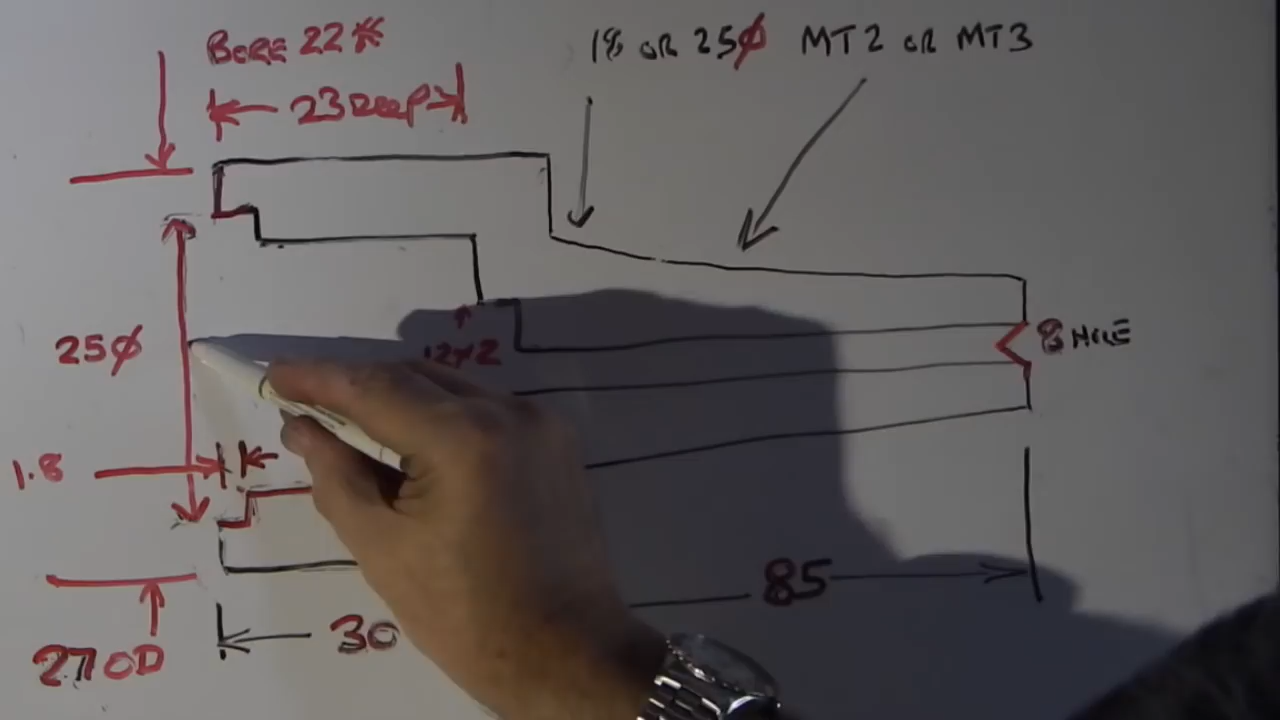 BORE 22*
18 OR 25Ø MT2 OR MT3
23 DEEP
8 HOLE
25Ø
12x2
1.8
85
30
27 OD